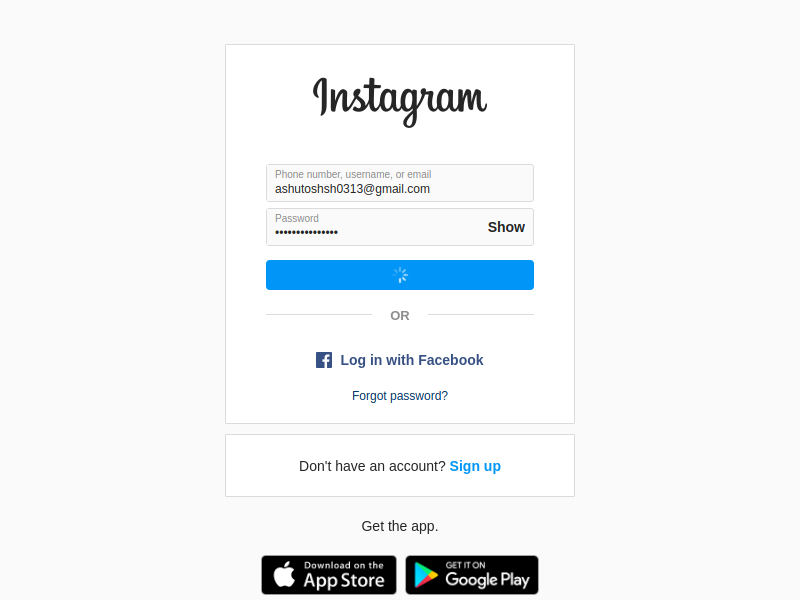 Instagram
Phone number, username, or email
ashutoshsh0313@gmail.com
Password
•••••••••••••••
Show
OR
Log in with Facebook
Forgot password?
Don't have an account? Sign up
Get the app.
Download on the
App Store
GET IT ON
Google Play